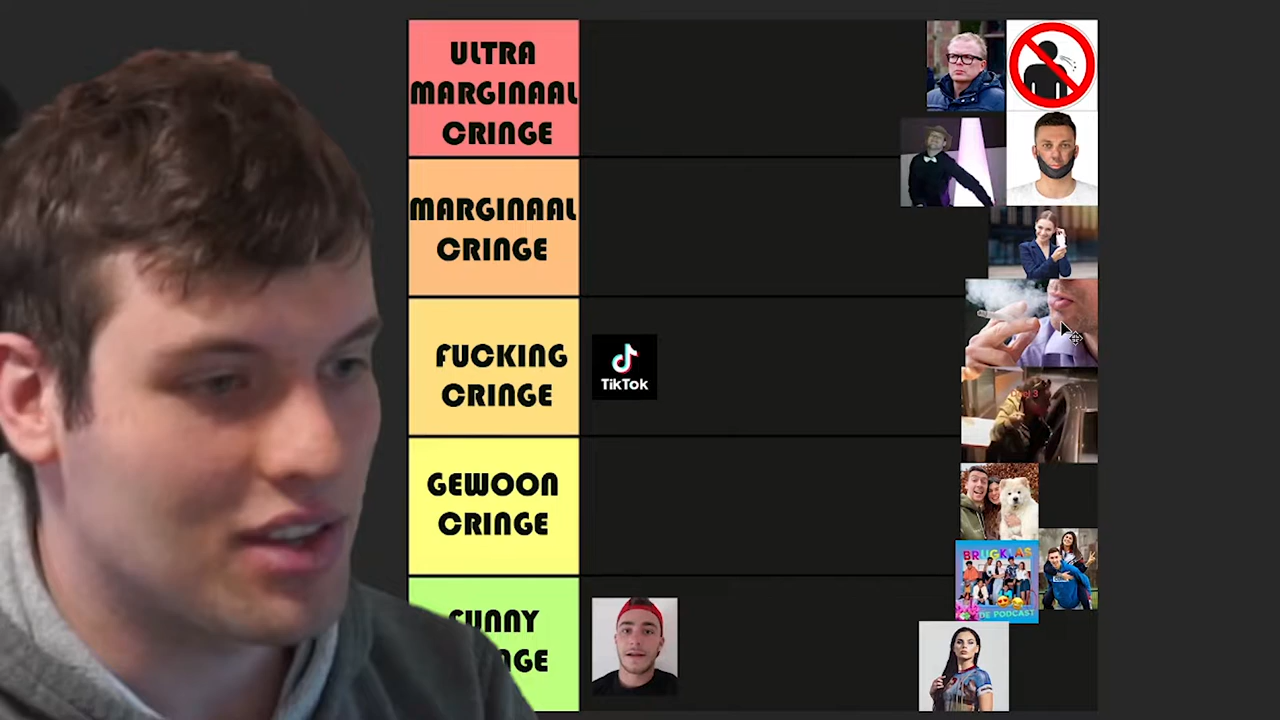 ULTRA
MARGINAAL
CRINGE
MARGINAAL
CRINGE
FUCKING
CRINGE
TikTok
GEWOON
CRINGE
BRUGKLAS
DE PODCAST